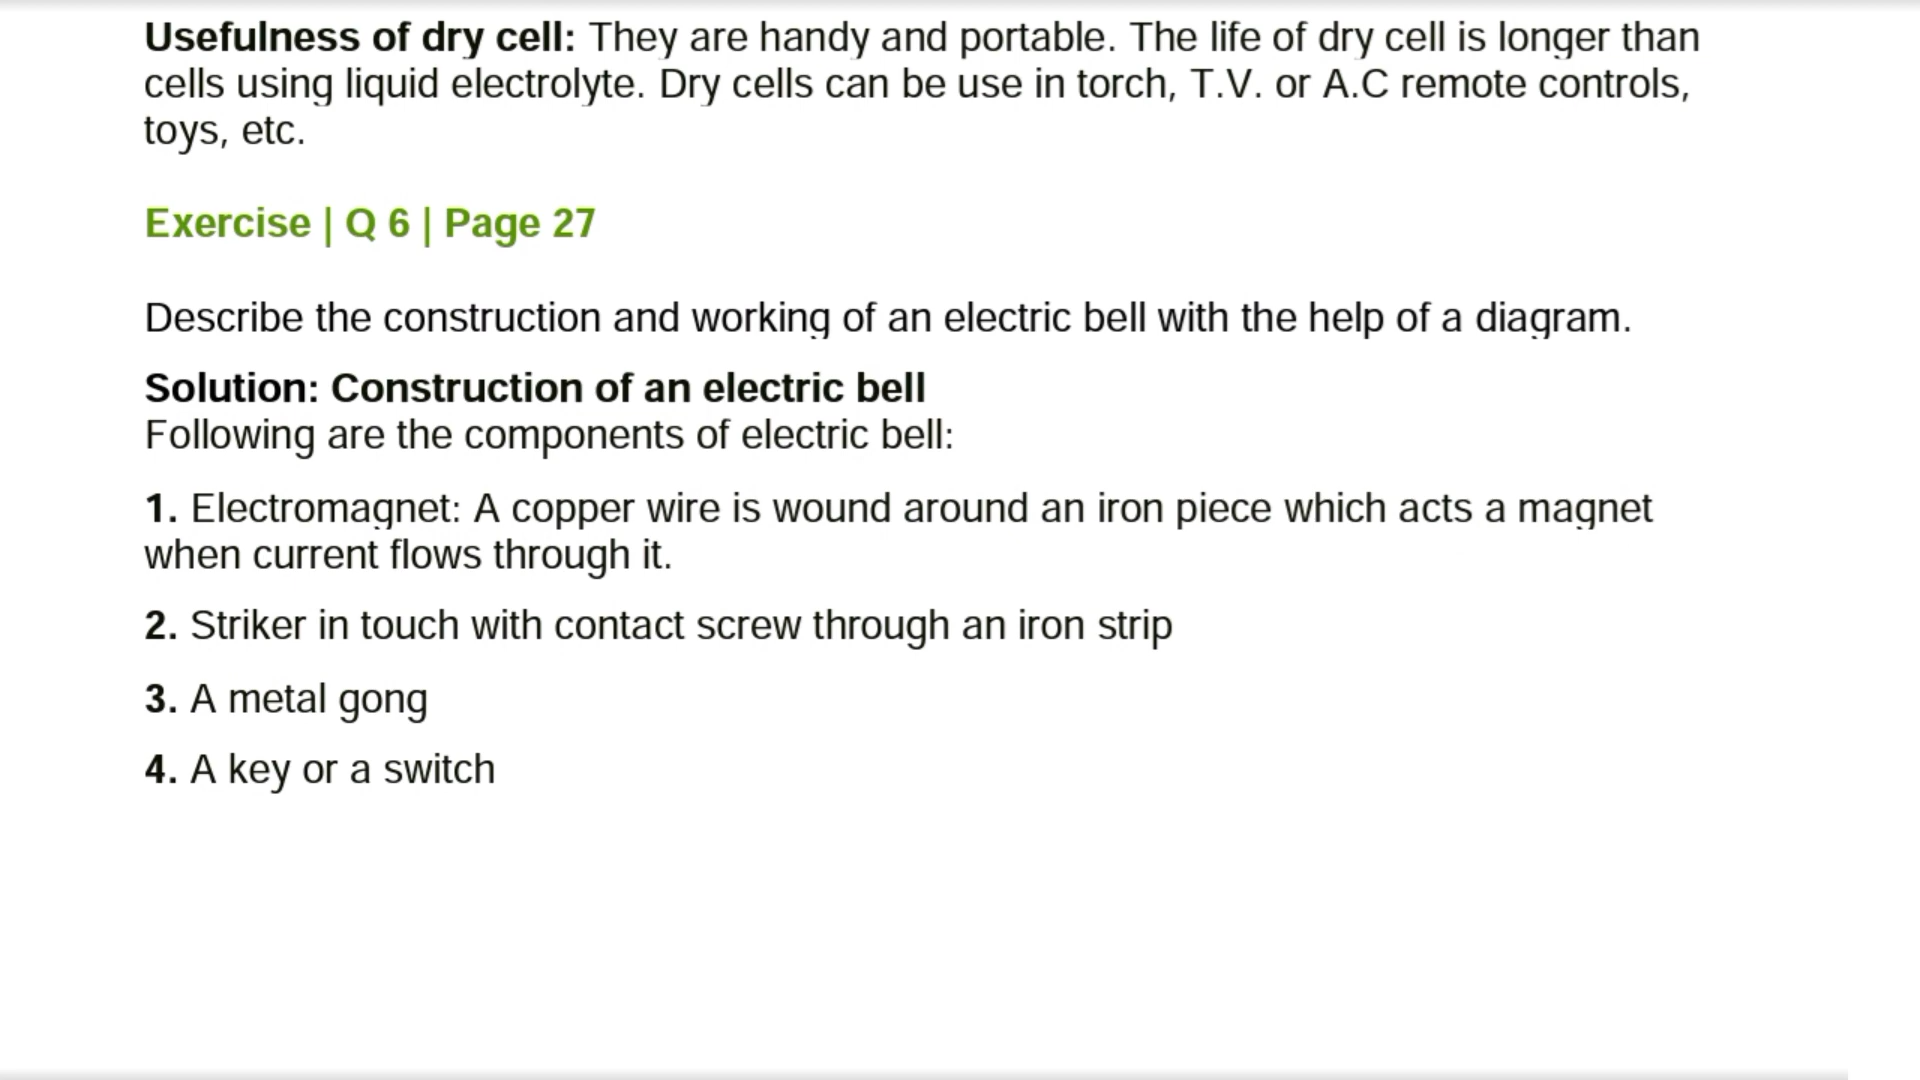 Usefulness of dry cell: They are handy and portable. The life of dry cell is longer than
cells using liquid electrolyte. Dry cells can be use in torch, T.V. or A.C remote controls,
toys, etc.
Exercise | Q 6 | Page 27
Describe the construction and working of an electric bell with the help of a diagram.
Solution: Construction of an electric bell
Following are the components of electric bell:
1. Electromagnet: A copper wire is wound around an iron piece which acts a magnet
when current flows through it.
2. Striker in touch with contact screw through an iron strip
3. A metal gong
4. A key or a switch